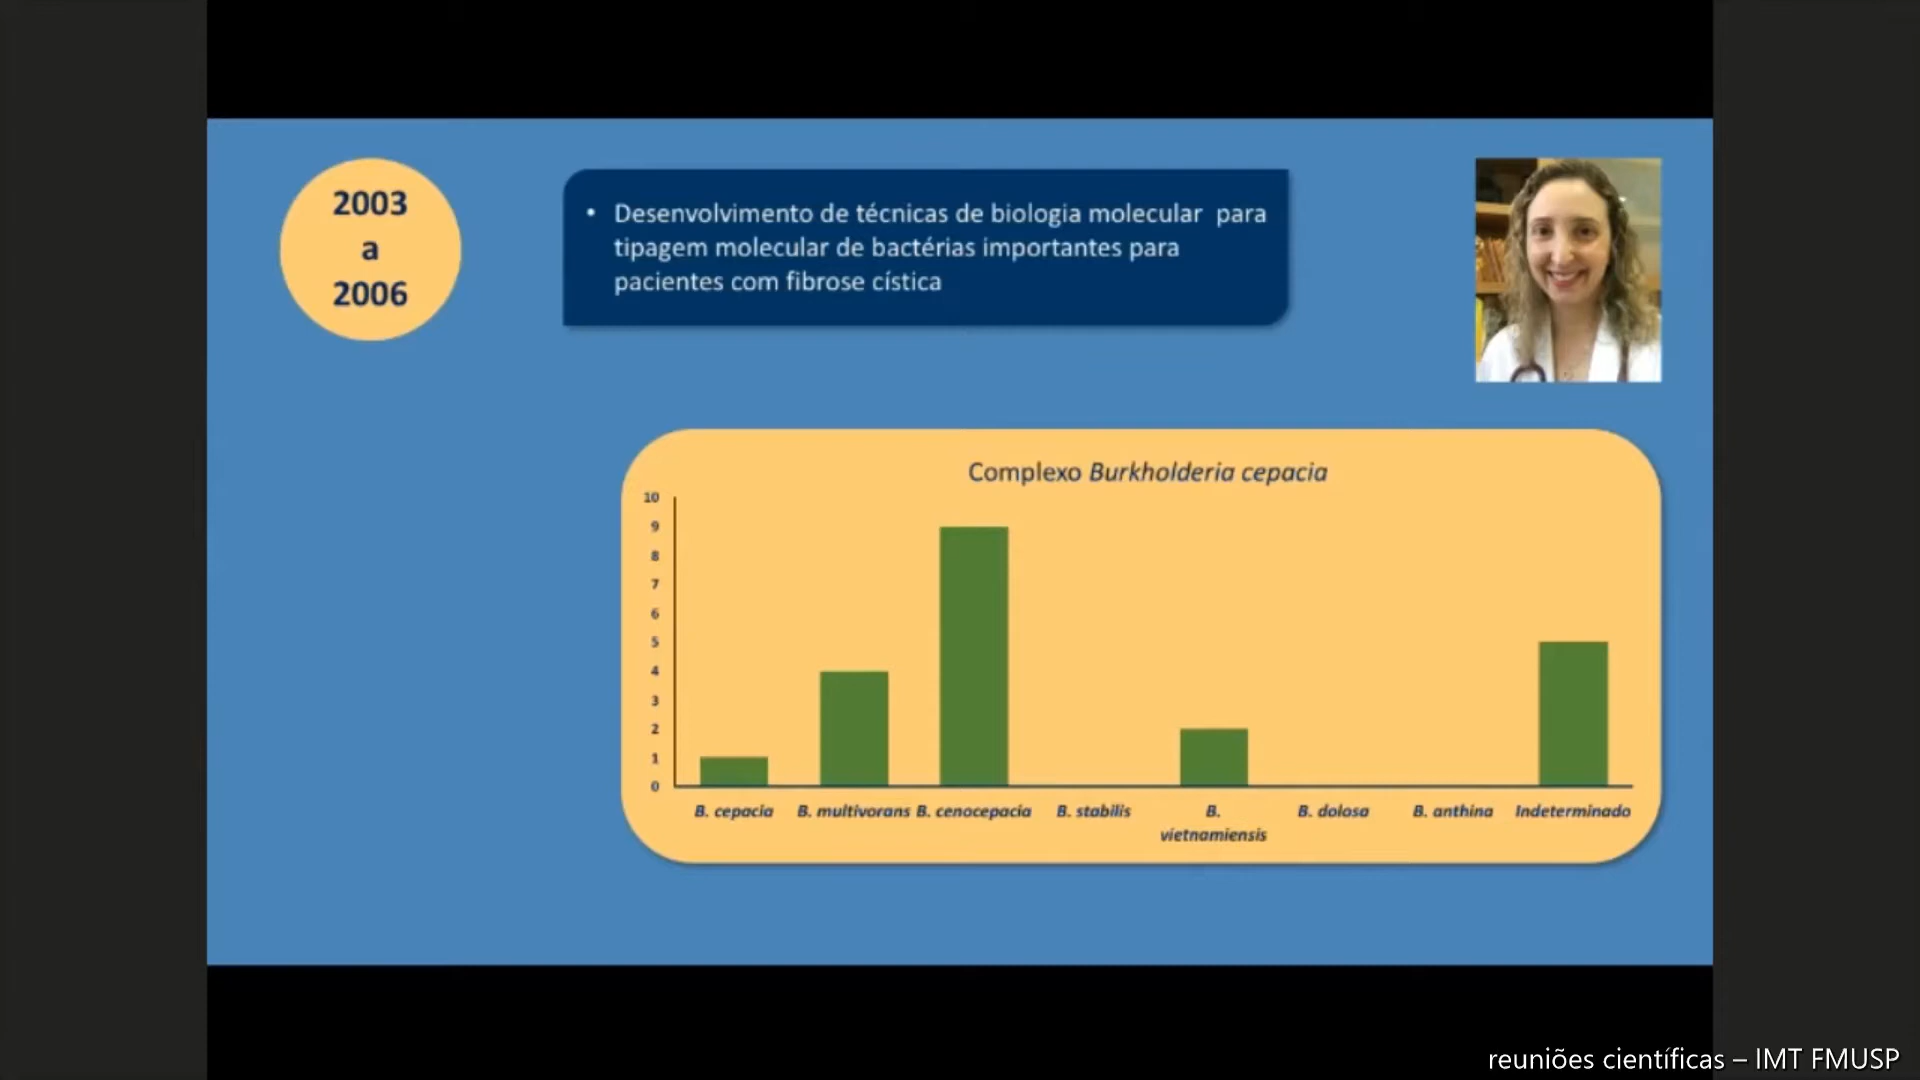 2003
a
2006
• Desenvolvimento de técnicas de biologia molecular para
tipagem molecular de bactérias importantes para
pacientes com fibrose cística
Complexo Burkholderia cepacia
10
9
8
7
6
5
4
3
2
1
0
B. cepacia B. multivorans B. cenocepacia B. stabilis B. B. dolosa B. anthina Indeterminado
vietnamiensis
reuniões científicas – IMT FMUSP